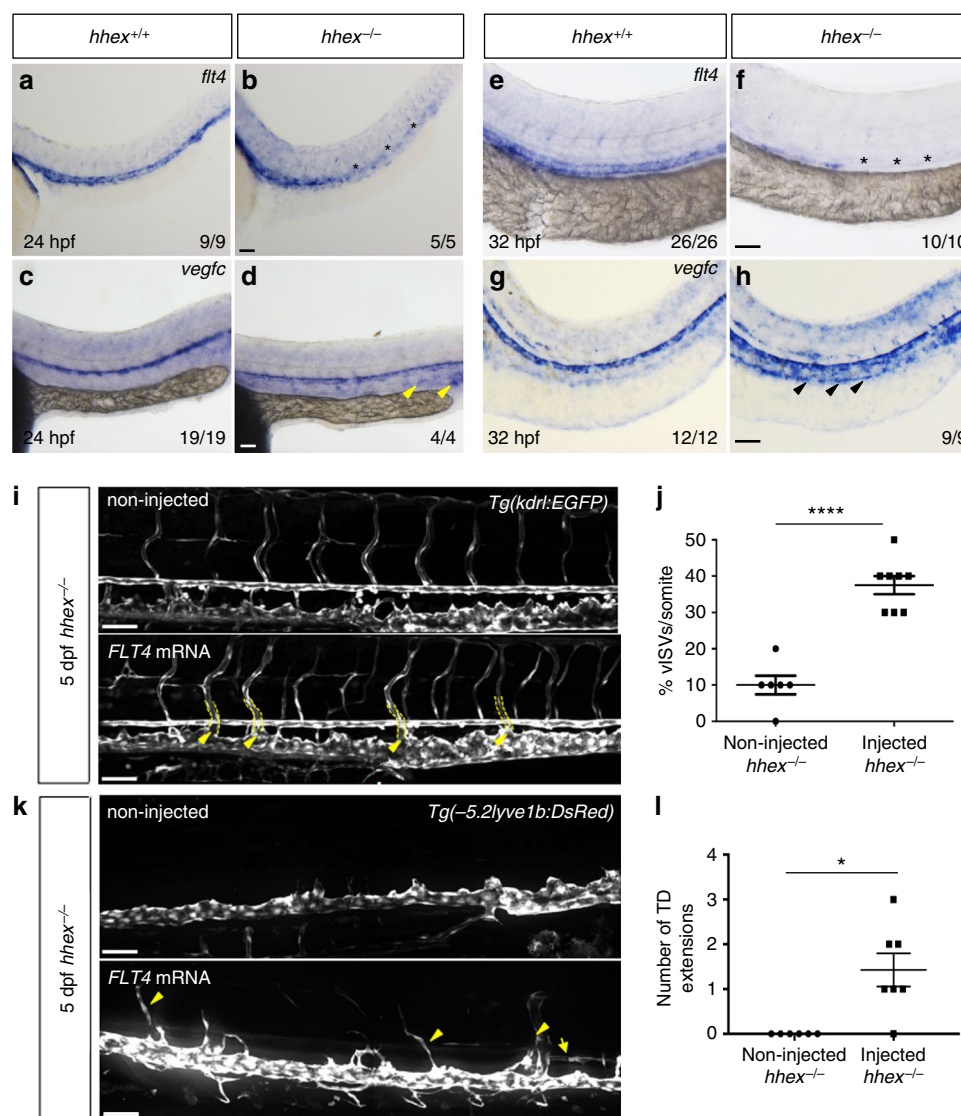 hhex+/+
hhex−/−
hhex+/+
hhex−/−
a
flt4
24 hpf
9/9
b
* * *
5/5
e
flt4
32 hpf
26/26
f
* * *
10/10
c
vegfc
24 hpf
19/19
d
4/4
g
vegfc
32 hpf
12/12
h
9/9
i
5 dpf hhex−/−
non-injected
Tg(kdrl:EGFP)
FLT4 mRNA
j
****
% vISVs/somite
50
40
30
20
10
0
Non-injected
hhex−/−
Injected
hhex−/−
k
5 dpf hhex−/−
non-injected
Tg(−5.2lyve1b:DsRed)
FLT4 mRNA
l
*
Number of TD
extensions
4
3
2
1
0
Non-injected
hhex−/−
Injected
hhex−/−